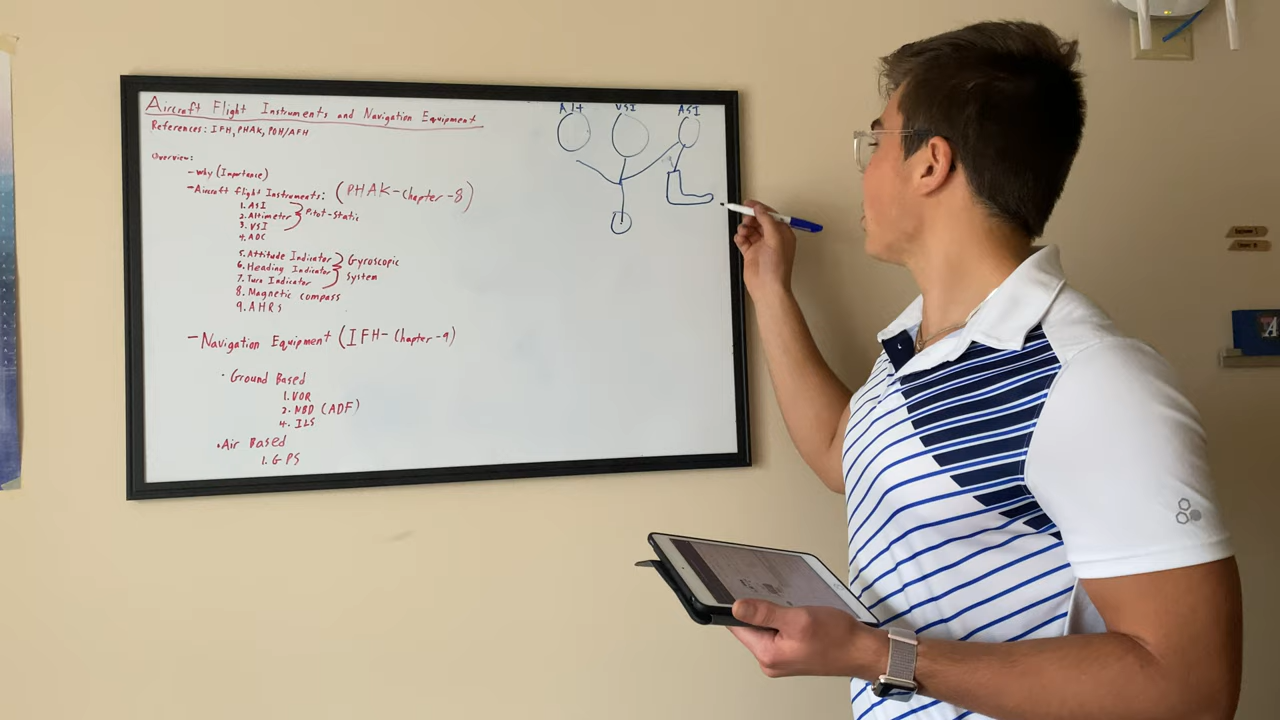 Aircraft Flight Instruments and Navigation Equipment
References: IFH, PHAK, POH/AFH
Overview:
- Why (Importance)
- Aircraft flight Instruments: (PHAK-Chapter-8)
1. ASI
2. Altimeter
3. VSI
Pitot-Static
4. ADC
5. Attitude Indicator
6. Heading Indicator
7. Turn Indicator
Gyroscopic
System
8. Magnetic compass
9. AHRS
- Navigation Equipment (IFH- Chapter-9)
• Ground Based
1. VOR
2. NBD (ADF)
4. ILS
• Air Based
1. GPS
Alt VSI ASI